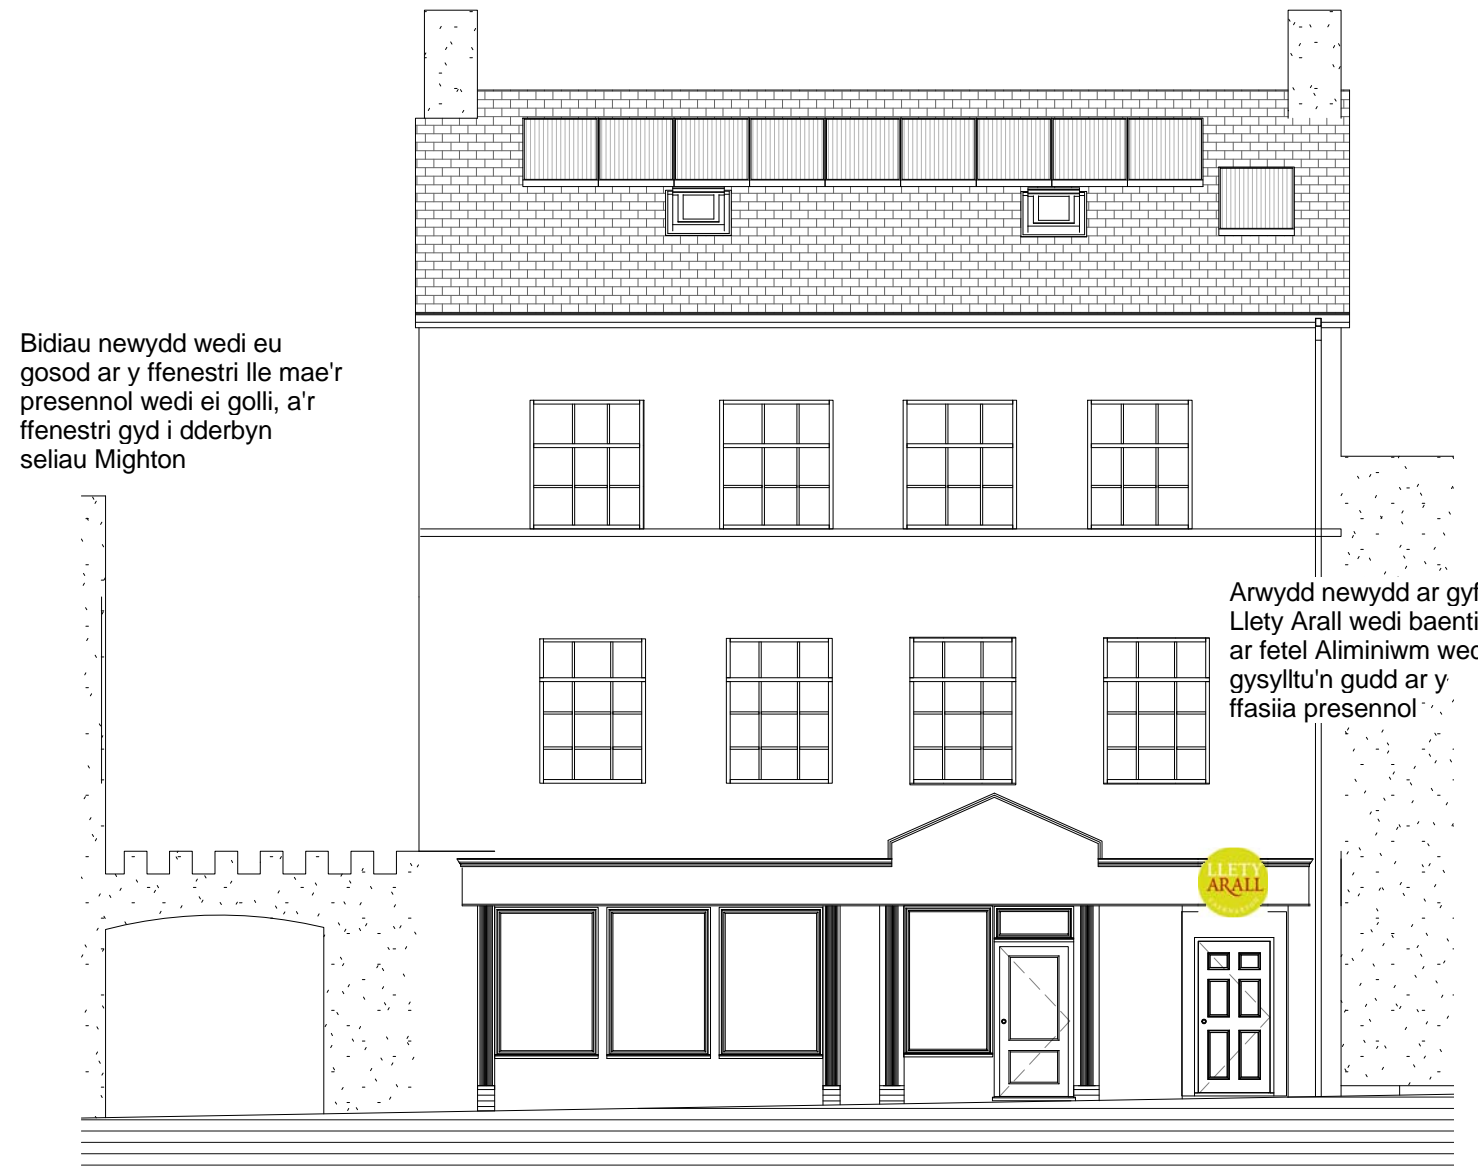 Bidiau newydd wedi eu
gosod ar y ffenestri lle mae'r
presennol wedi ei golli, a'r
ffenestri gyd i dderbyn
seliau Mighton
Arwydd newydd ar gyf
Llety Arall wedi baenti
ar fetel Aliminiwm wed
gysylltu'n gudd ar y
ffasiia presennol
LLETY
ARALL